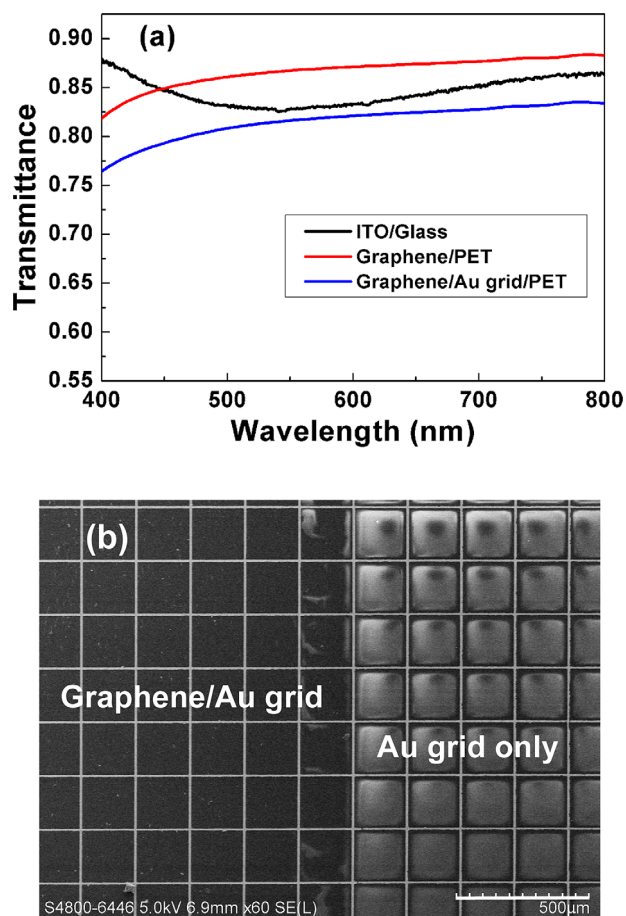 (a)
0.90
0.85
0.80
0.75
0.70
0.65
0.60
0.55
Transmittance
ITO/Glass
Graphene/PET
Graphene/Au grid/PET
400 500 600 700 800
Wavelength (nm)
(b)
Graphene/Au grid
Au grid only
S4800-6446 5.0kV 6.9mm x60 SE(L)
500µm